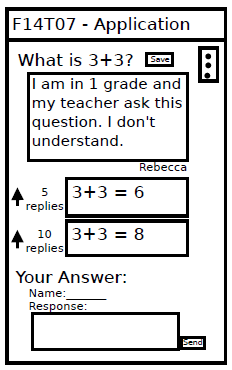 F14T07 - Application
What is 3+3?
Save
I am in 1 grade and
my teacher ask this
question. I don't
understand.
Rebecca
5
replies
3+3 = 6
10
replies
3+3 = 8
Your Answer:
Name:_______
Response:
Send